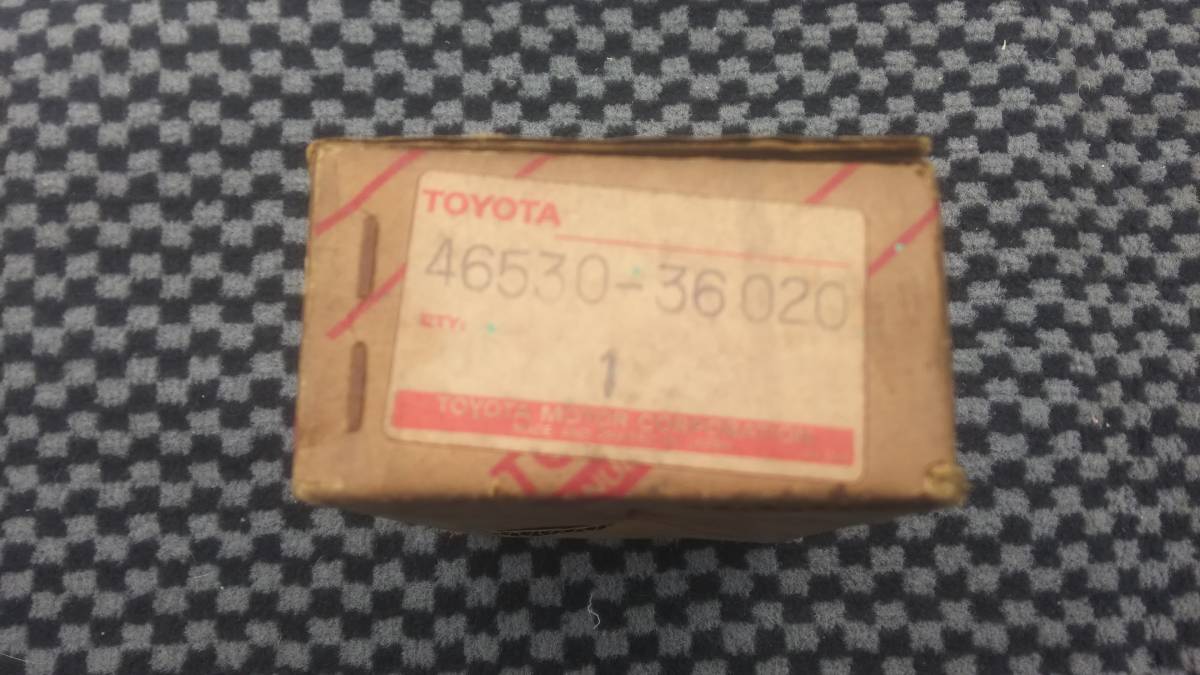 TOYOTA
46530-36020
QTY:
1
TOYOTA MOTOR CORPORATION